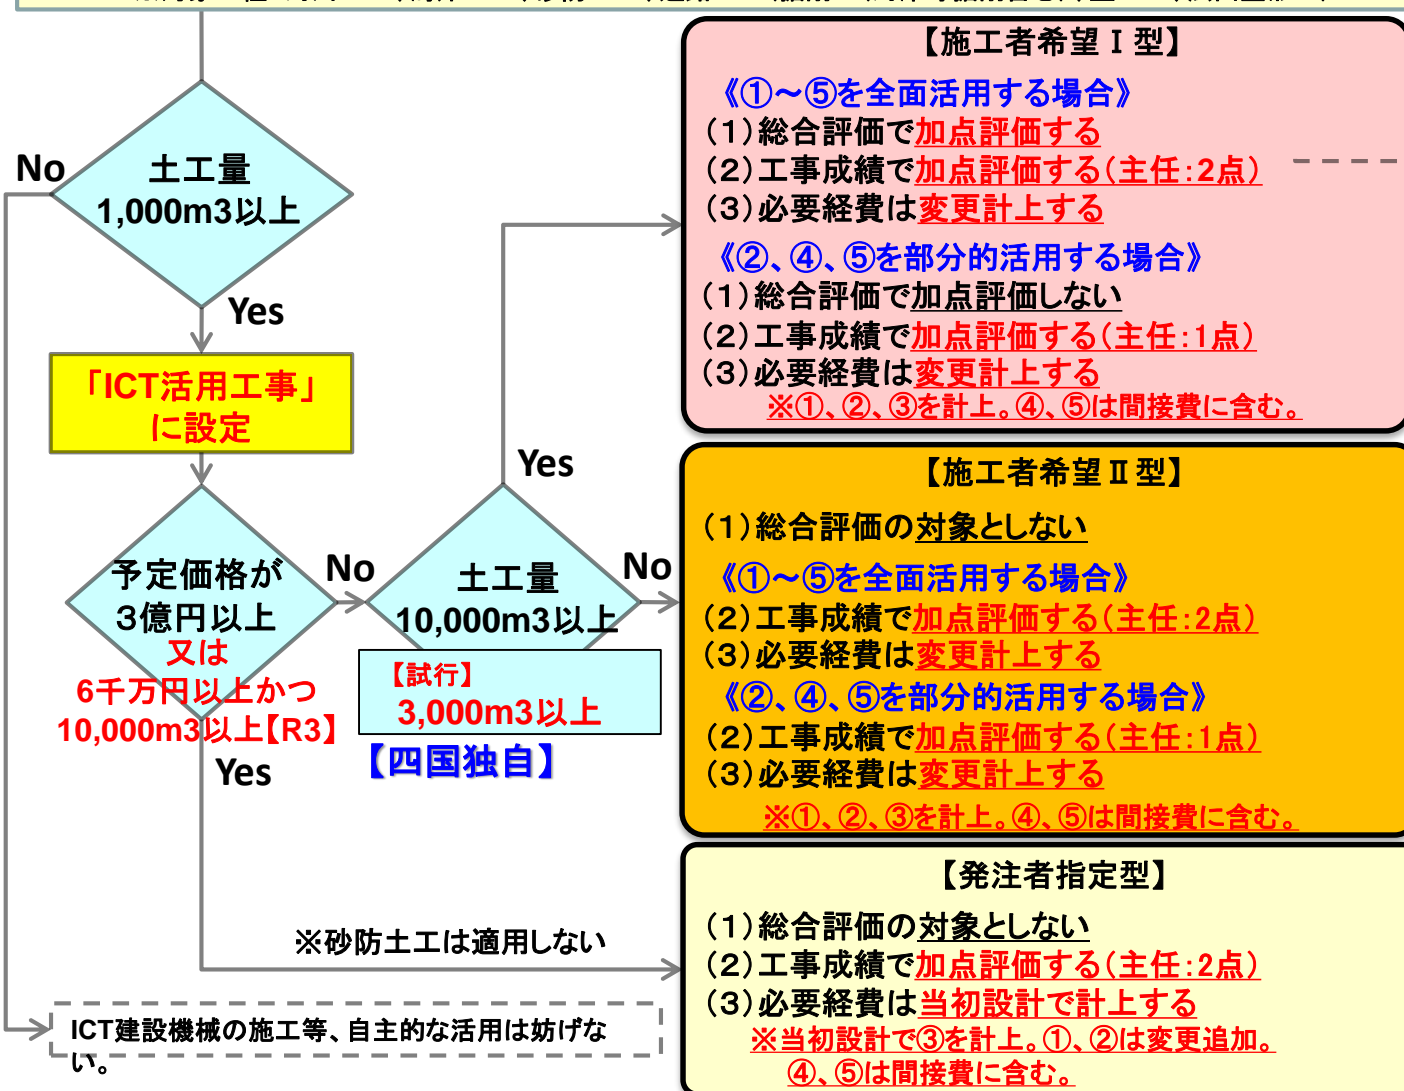 No
土工量
1,000m3以上
Yes
「ICT活用工事」
に設定
予定価格が
3億円以上
又は
6千万円以上かつ
10,000m3以上【R3】
Yes
No
土工量
10,000m3以上
【試行】
3,000m3以上
【四国独自】
Yes
No
※砂防土工は適用しない
ICT建設機械の施工等、自主的な活用は妨げな
い。
【施工者希望Ⅰ型】
《①～⑤を全面活用する場合》
(1)総合評価で加点評価する
(2)工事成績で加点評価する(主任:2点)
(3)必要経費は変更計上する
《②、④、⑤を部分的活用する場合》
(1)総合評価で加点評価しない
(2)工事成績で加点評価する(主任:1点)
(3)必要経費は変更計上する
※①、②、③を計上。④、⑤は間接費に含む。
【施工者希望Ⅱ型】
(1)総合評価の対象としない
《①～⑤を全面活用する場合》
(2)工事成績で加点評価する(主任:2点)
(3)必要経費は変更計上する
《②、④、⑤を部分的活用する場合》
(2)工事成績で加点評価する(主任:1点)
(3)必要経費は変更計上する
※①、②、③を計上。④、⑤は間接費に含む。
【発注者指定型】
(1)総合評価の対象としない
(2)工事成績で加点評価する(主任:2点)
(3)必要経費は当初設計で計上する
※当初設計で③を計上。①、②は変更追加。
④、⑤は間接費に含む。